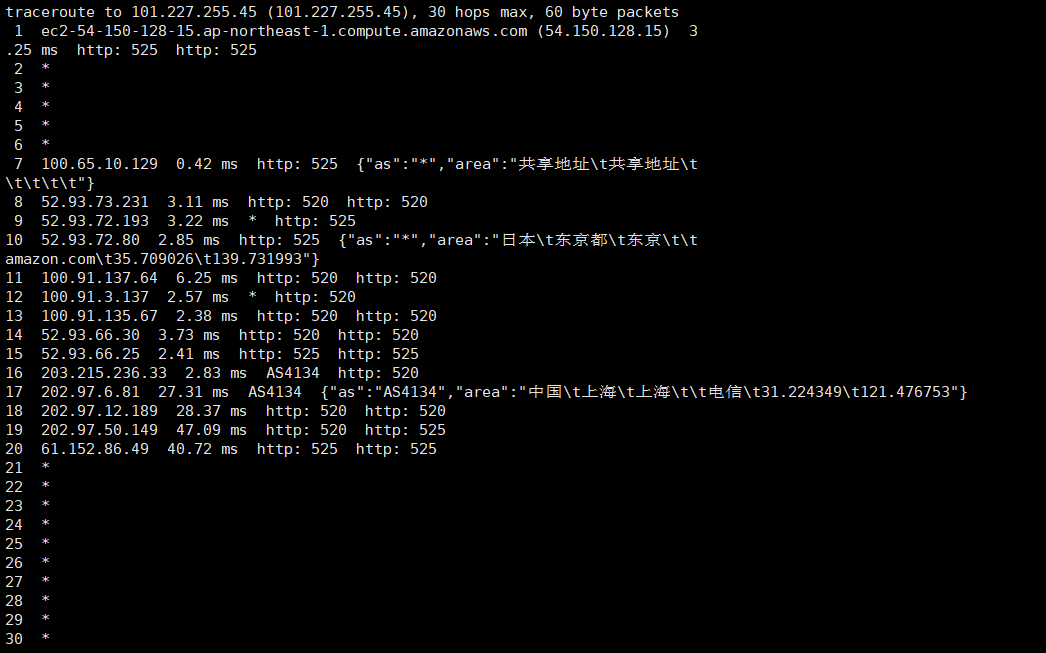 traceroute to 101.227.255.45 (101.227.255.45), 30 hops max, 60 byte packets
 1  ec2-54-150-128-15.ap-northeast-1.compute.amazonaws.com (54.150.128.15)  3
.25 ms  http: 525  http: 525
 2  *
 3  *
 4  *
 5  *
 6  *
 7  100.65.10.129  0.42 ms  http: 525  {"as":"*","area":"共享地址\t共享地址\t
\t\t\t\t"}
 8  52.93.73.231  3.11 ms  http: 520  http: 520
 9  52.93.72.193  3.22 ms  *  http: 525
10  52.93.72.80  2.85 ms  http: 525  {"as":"*","area":"日本\t东京都\t东京\t\t
amazon.com\t35.709026\t139.731993"}
11  100.91.137.64  6.25 ms  http: 520  http: 520
12  100.91.3.137  2.57 ms  *  http: 520
13  100.91.135.67  2.38 ms  http: 520  http: 520
14  52.93.66.30  3.73 ms  http: 520  http: 520
15  52.93.66.25  2.41 ms  http: 525  http: 525
16  203.215.236.33  2.83 ms  AS4134  http: 520
17  202.97.6.81  27.31 ms  AS4134  {"as":"AS4134","area":"中国\t上海\t上海\t\t电信\t31.224349\t121.476753"}
18  202.97.12.189  28.37 ms  http: 520  http: 520
19  202.97.50.149  47.09 ms  http: 520  http: 525
20  61.152.86.49  40.72 ms  http: 525  http: 525
21  *
22  *
23  *
24  *
25  *
26  *
27  *
28  *
29  *
30  *